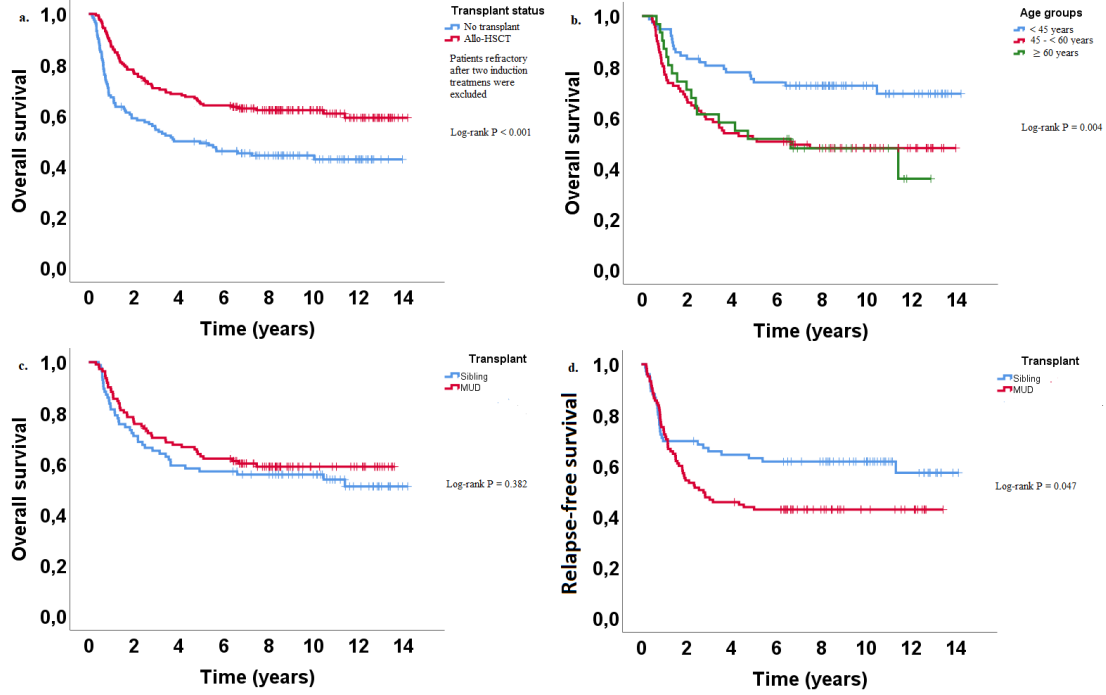 a.
Transplant status
No transplant
Allo-HSCT
Patients refractory
after two induction
treatmens were
excluded
Log-rank P < 0.001
Overall survival
1,0
0,8
0,6
0,4
0,2
0,0
0 2 4 6 8 10 12 14
Time (years)
b.
Age groups
< 45 years
45 - < 60 years
≥ 60 years
Log-rank P = 0.004
Overall survival
1,0
0,8
0,6
0,4
0,2
0,0
0 2 4 6 8 10 12 14
Time (years)
c.
Transplant
Sibling
MUD
Log-rank P = 0.382
Overall survival
1,0
0,8
0,6
0,4
0,2
0,0
0 2 4 6 8 10 12 14
Time (years)
d.
Transplant
Sibling
MUD
Log-rank P = 0.047
Relapse-free survival
1,0
0,8
0,6
0,4
0,2
0,0
0 2 4 6 8 10 12 14
Time (years)